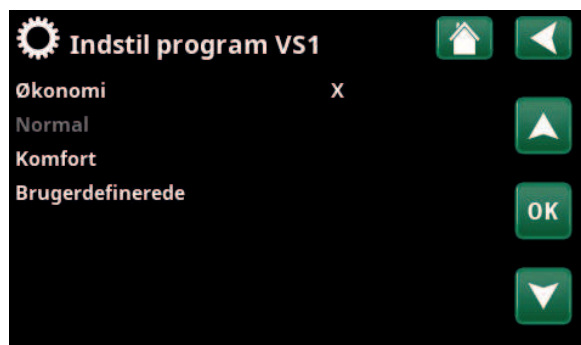 Indstil program VS1
Økonomi X
Normal
Komfort
Brugerdefinerede
OK